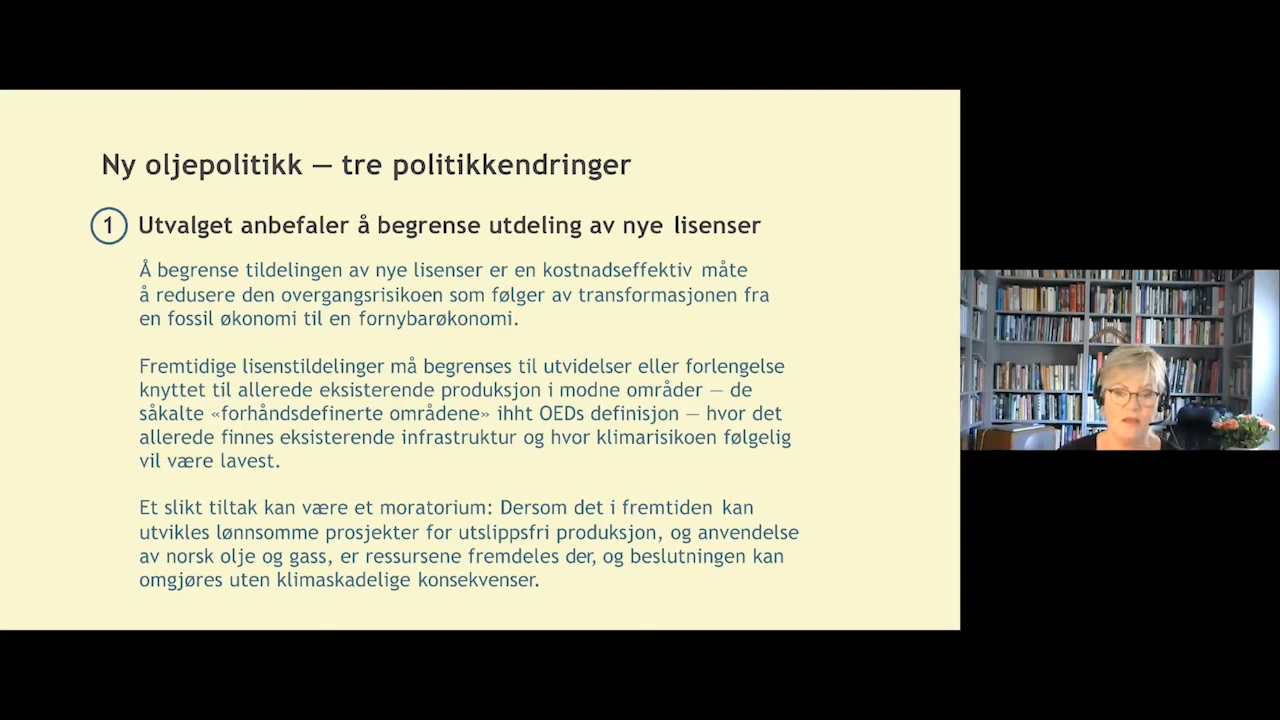 Ny oljepolitikk — tre politikkendringer
1 Utvalget anbefaler å begrense utdeling av nye lisenser
Å begrense tildelingen av nye lisenser er en kostnadseffektiv måte
å redusere den overgangsrisikoen som følger av transformasjonen fra
en fossil økonomi til en fornybarøkonomi.
Fremtidige lisenstildelinger må begrenses til utvidelser eller forlengelse
knyttet til allerede eksisterende produksjon i modne områder — de
såkalte «forhåndsdefinerte områdene» ihht OEDs definisjon — hvor det
allerede finnes eksisterende infrastruktur og hvor klimarisikoen følgelig
vil være lavest.
Et slikt tiltak kan være et moratorium: Dersom det i fremtiden kan
utvikles lønnsomme prosjekter for utslippsfri produksjon, og anvendelse
av norsk olje og gass, er ressursene fremdeles der, og beslutningen kan
omgjøres uten klimaskadelige konsekvenser.